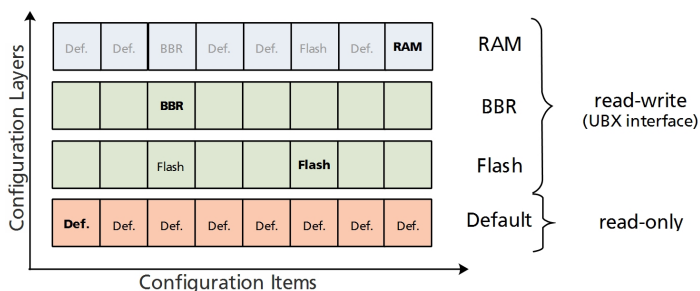 Configuration Layers
Def. Def. BBR Def. Def. Flash Def. RAM RAM
BBR BBR
Flash Flash Flash
Def. Def. Def. Def. Def. Def. Def. Def. Default
read-write
(UBX interface)
read-only
Configuration Items